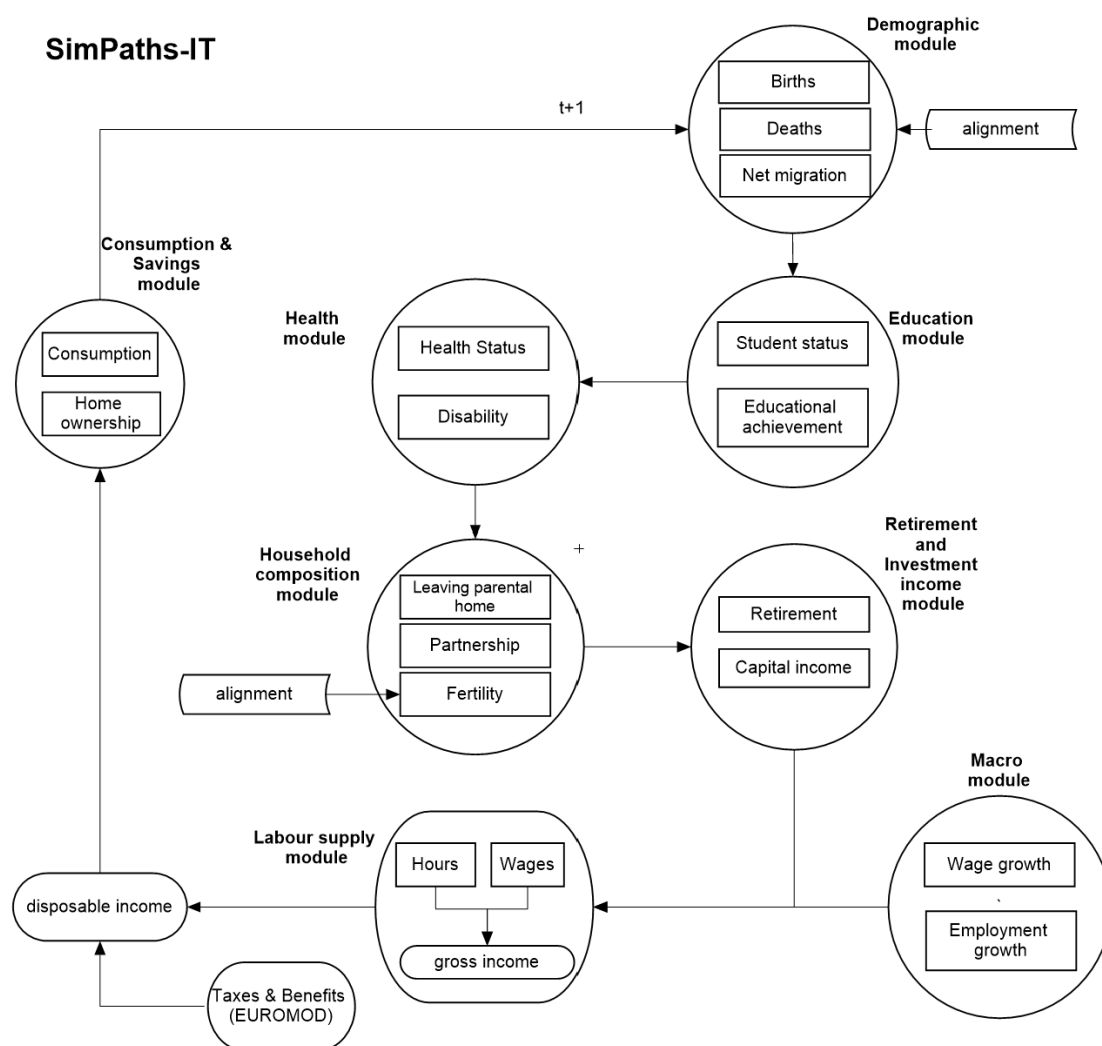 SimPaths-IT
Demographic
module
Births
Deaths
Net migration
alignment
t+1
Consumption &
Savings
module
Consumption
Home
ownership
Health
module
Health Status
Disability
Education
module
Student status
Educational
achievement
Household
composition
module
Leaving parental
home
Partnership
Fertility
alignment
Retirement
and
Investment
income module
Retirement
Capital income
Macro
module
Wage growth
Employment
growth
Labour supply
module
Hours
Wages
gross income
disposable income
Taxes & Benefits
(EUROMOD)